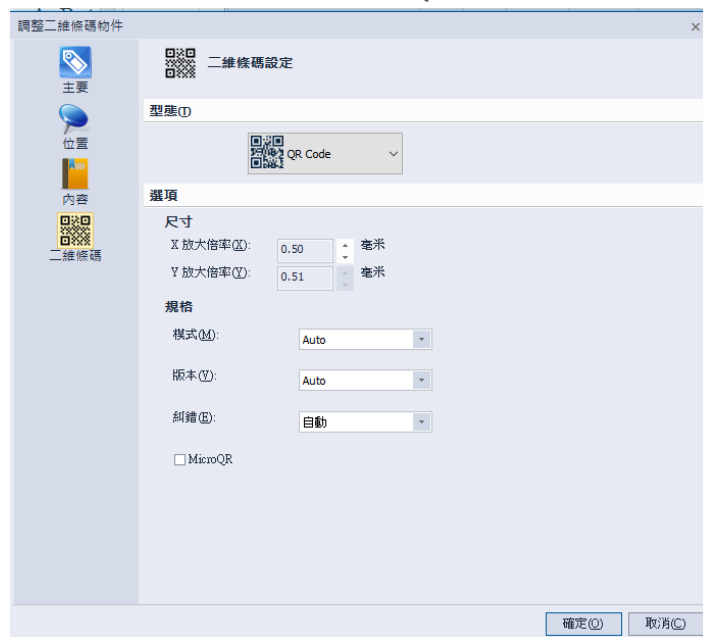 調整二維條碼物件
主要
位置
內容
二維條碼
二維條碼設定
型態(T)
QR Code
選項
尺寸
X 放大倍率(X): 0.50 毫米
Y 放大倍率(Y): 0.51 毫米
規格
模式(M): Auto
版本(V): Auto
糾錯(E): 自動
MicroQR
確定(O) 取消(C)